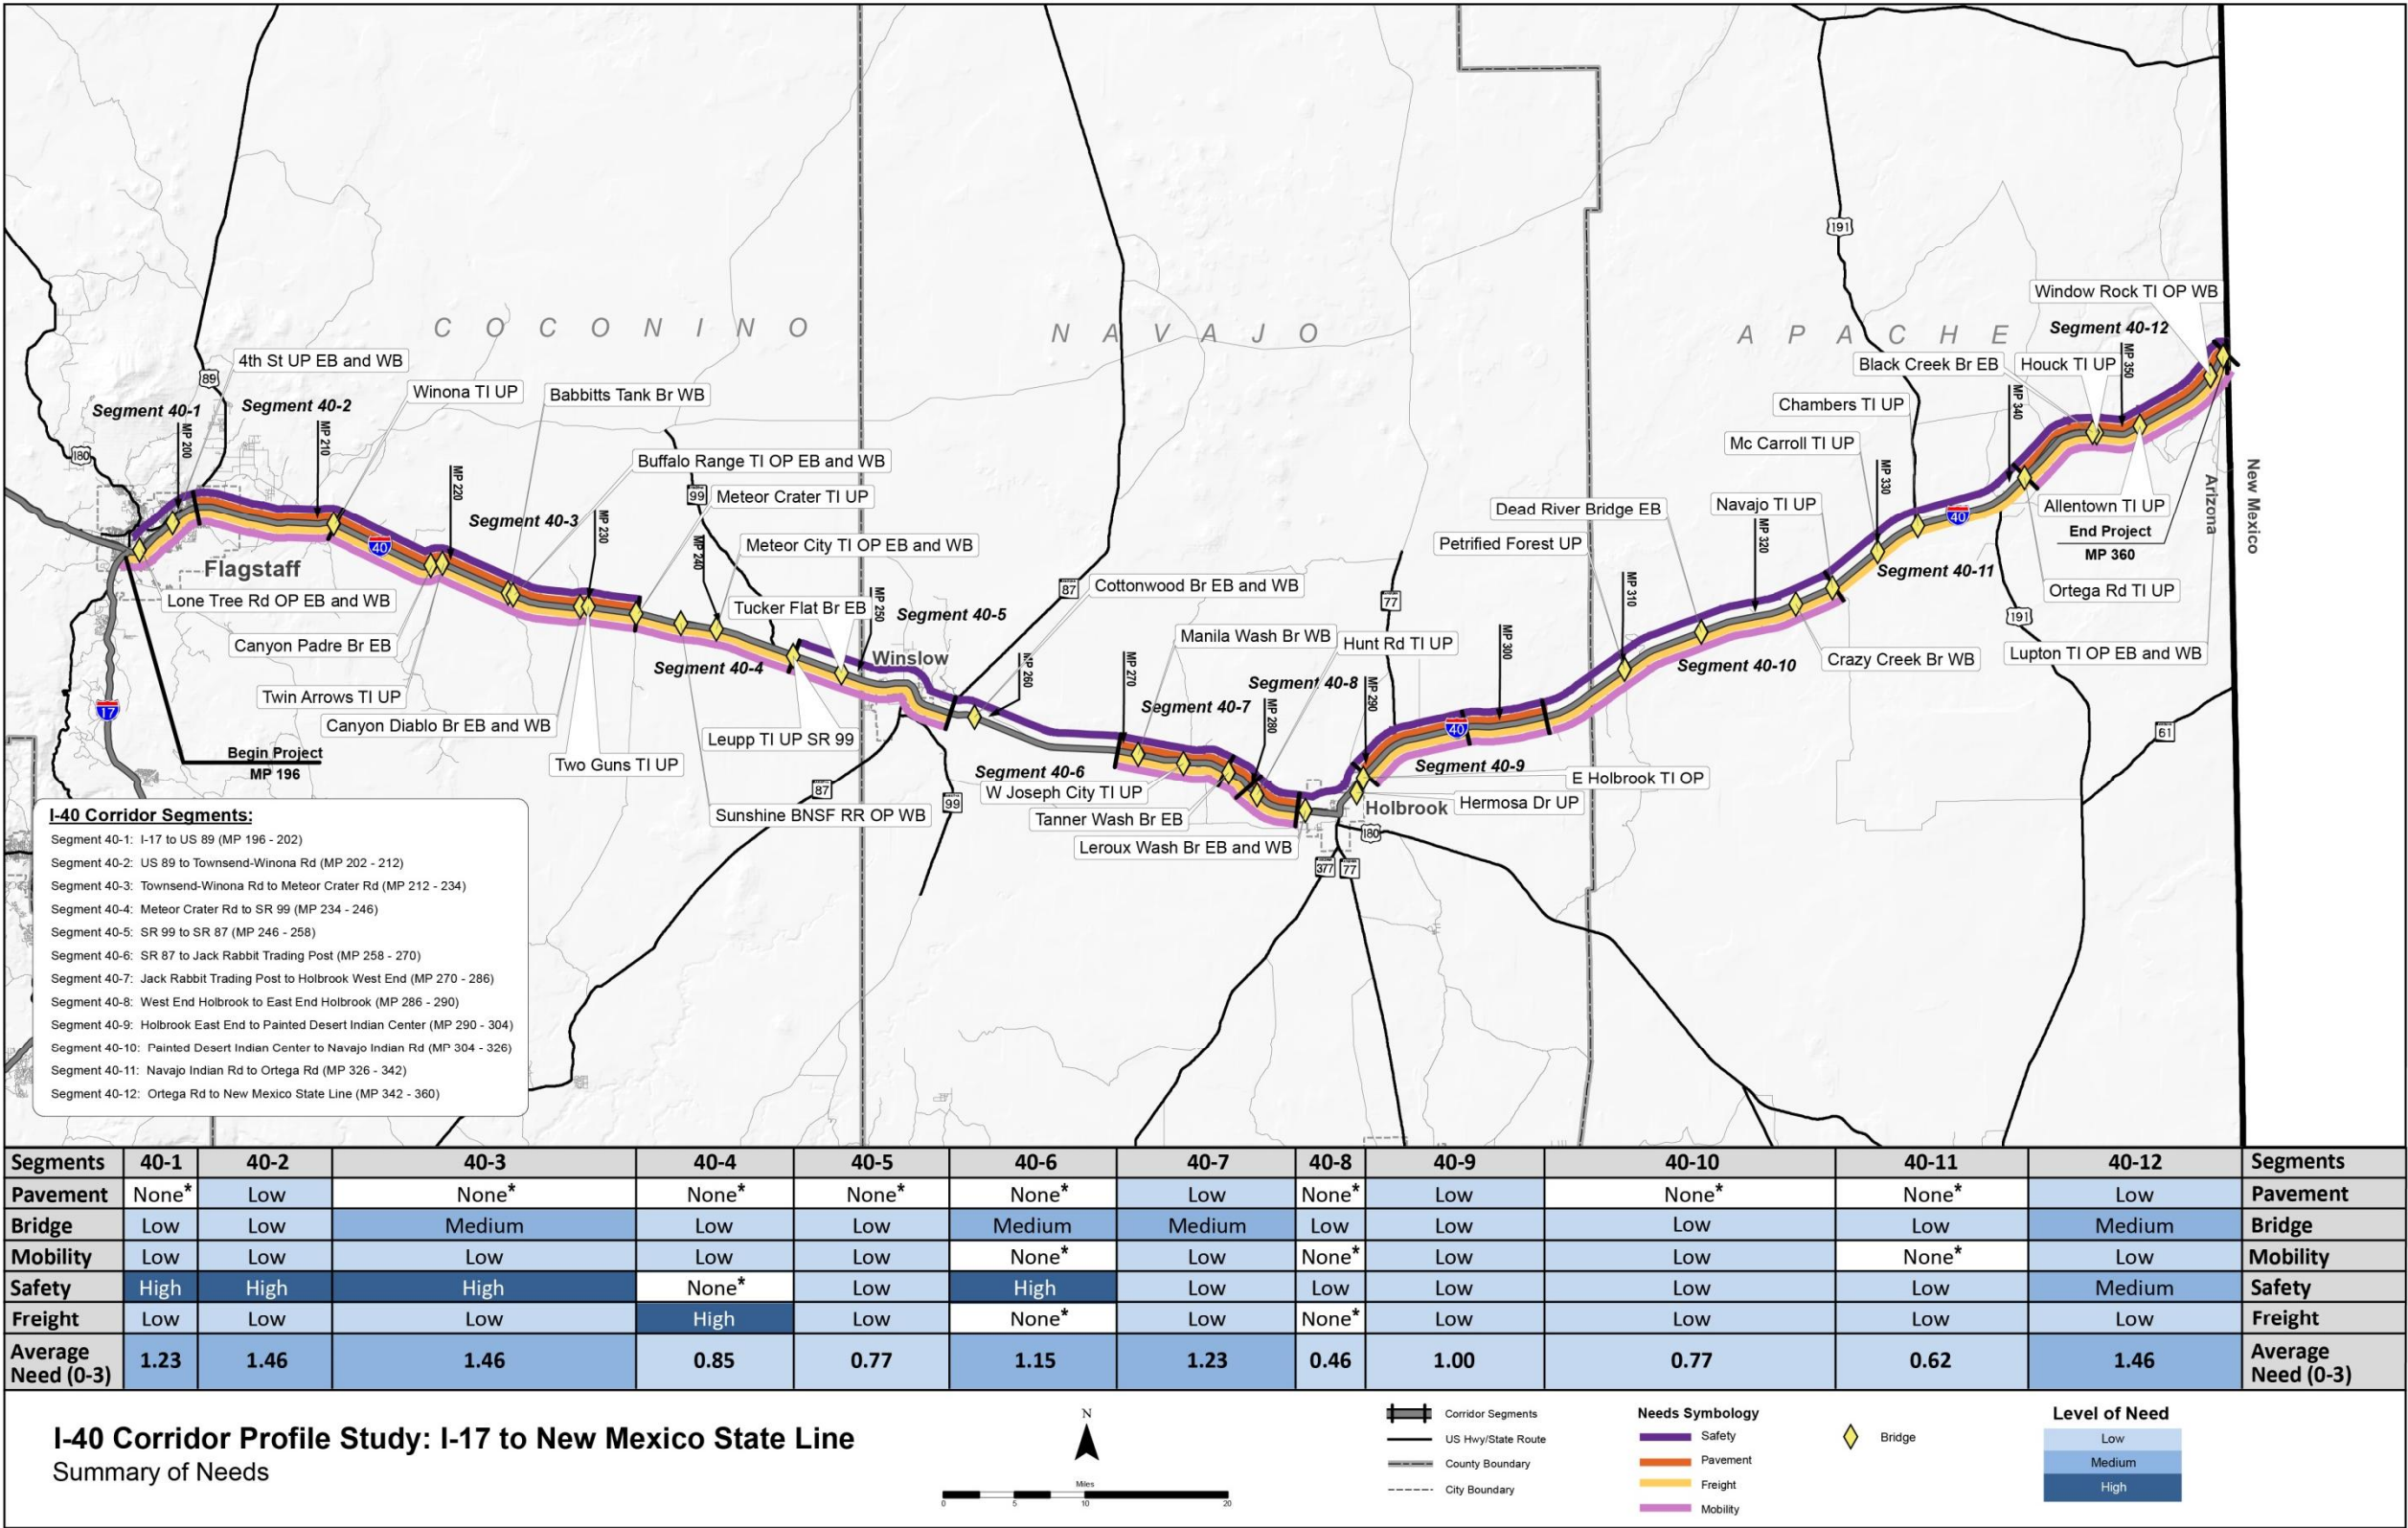 C O C O N I N O
N A V A J O
A P A C H E
191
Window Rock TI OP WB
Segment 40-12
4th St UP EB and WB
89
Black Creek Br EB
Houck TI UP
MP 350
Winona TI UP
Babbitts Tank Br WB
Segment 40-1
Segment 40-2
MP 200
MP 210
MP 340
Chambers TI UP
180
Buffalo Range TI OP EB and WB
Mc Carroll TI UP
MP 220
MP 330
New Mexico
Arizona
99
Meteor Crater TI UP
Segment 40-3
MP 230
Dead River Bridge EB
Navajo TI UP
MP 320
Allentown TI UP
40
End Project
MP 360
40
MP 240
Meteor City TI OP EB and WB
Petrified Forest UP
Flagstaff
Segment 40-11
Lone Tree Rd OP EB and WB
Tucker Flat Br EB
MP 250
Segment 40-5
87
Cottonwood Br EB and WB
77
MP 310
Ortega Rd TI UP
191
Canyon Padre Br EB
Manila Wash Br WB
Hunt Rd TI UP
MP 300
Winslow
Segment 40-4
MP 260
MP 270
Segment 40-10
Crazy Creek Br WB
Lupton TI OP EB and WB
Twin Arrows TI UP
Segment 40-8
MP 290
17
Canyon Diablo Br EB and WB
Segment 40-7
MP 280
Leupp TI UP SR 99
40
61
Begin Project
MP 196
Two Guns TI UP
Segment 40-6
Segment 40-9
E Holbrook TI OP
87
99
W Joseph City TI UP
Holbrook
Hermosa Dr UP
Sunshine BNSF RR OP WB
Tanner Wash Br EB
180
Leroux Wash Br EB and WB
377
77
I-40 Corridor Segments:
Segment 40-1: I-17 to US 89 (MP 196 - 202)
Segment 40-2: US 89 to Townsend-Winona Rd (MP 202 - 212)
Segment 40-3: Townsend-Winona Rd to Meteor Crater Rd (MP 212 - 234)
Segment 40-4: Meteor Crater Rd to SR 99 (MP 234 - 246)
Segment 40-5: SR 99 to SR 87 (MP 246 - 258)
Segment 40-6: SR 87 to Jack Rabbit Trading Post (MP 258 - 270)
Segment 40-7: Jack Rabbit Trading Post to Holbrook West End (MP 270 - 286)
Segment 40-8: West End Holbrook to East End Holbrook (MP 286 - 290)
Segment 40-9: Holbrook East End to Painted Desert Indian Center (MP 290 - 304)
Segment 40-10: Painted Desert Indian Center to Navajo Indian Rd (MP 304 - 326)
Segment 40-11: Navajo Indian Rd to Ortega Rd (MP 326 - 342)
Segment 40-12: Ortega Rd to New Mexico State Line (MP 342 - 360)
Segments 40-1 40-2 40-3 40-4 40-5 40-6 40-7 40-8 40-9 40-10 40-11 40-12 Segments
Pavement None* Low None* None* None* None* Low None* Low None* None* Low Pavement
Bridge Low Low Medium Low Low Medium Medium Low Low Low Low Medium Bridge
Mobility Low Low Low Low Low None* Low None* Low Low None* Low Mobility
Safety High High High None* Low High Low Low Low Low Low Medium Safety
Freight Low Low Low High Low None* Low None* Low Low Low Low Freight
Average Need (0-3) 1.23 1.46 1.46 0.85 0.77 1.15 1.23 0.46 1.00 0.77 0.62 1.46 Average Need (0-3)
I-40 Corridor Profile Study: I-17 to New Mexico State Line
Summary of Needs
N
Miles
0 5 10 20
Corridor Segments
US Hwy/State Route
County Boundary
City Boundary
Needs Symbology
Safety
Pavement
Freight
Mobility
Bridge
Level of Need
Low
Medium
High